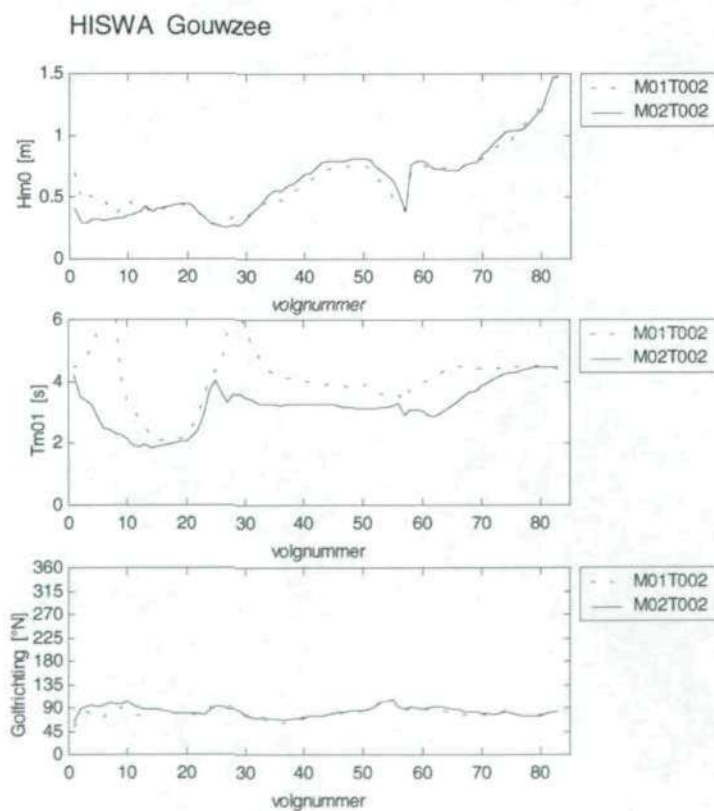 HISWA Gouwzee
1.5
1
0.5
0
Hm0 [m]
0 10 20 30 40 50 60 70 80
volgnummer
M01T002
M02T002
6
4
2
0
Tm01 [s]
0 10 20 30 40 50 60 70 80
volgnummer
M01T002
M02T002
360
315
270
225
180
135
90
45
0
Golfrichting [°N]
0 10 20 30 40 50 60 70 80
volgnummer
M01T002
M02T002